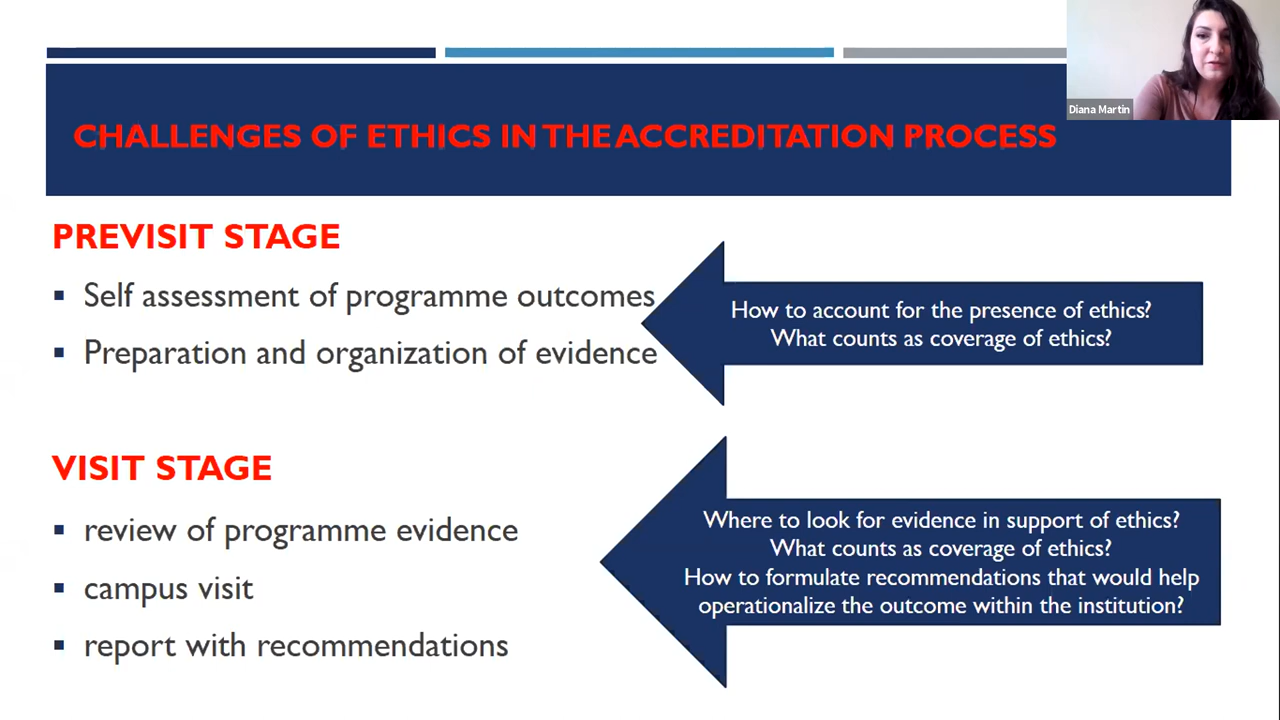 Diana Martin
CHALLENGES OF ETHICS IN THE ACCREDITATION PROCESS
PREVISIT STAGE
▪ Self assessment of programme outcomes
▪ Preparation and organization of evidence
How to account for the presence of ethics?
What counts as coverage of ethics?
VISIT STAGE
▪ review of programme evidence
▪ campus visit
▪ report with recommendations
Where to look for evidence in support of ethics?
What counts as coverage of ethics?
How to formulate recommendations that would help
operationalize the outcome within the institution?